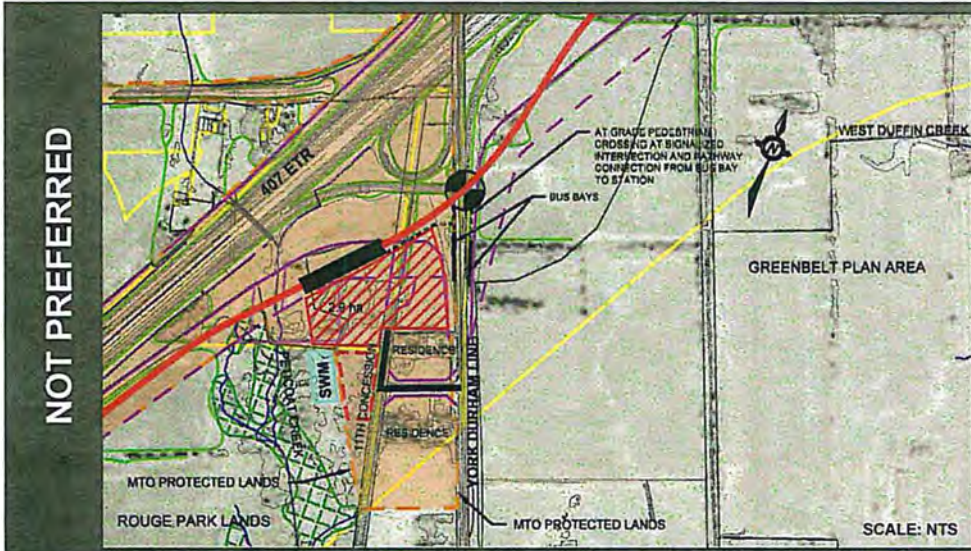 NOT PREFERRED
407 ETR
AT GRADE PEDESTRIAN
CROSSING AT SIGNALIZED
INTERSECTION AND PATHWAY
CONNECTION FROM BUS BAY
TO STATION
BUS BAYS
WEST DUFFIN CREEK
N
GREENBELT PLAN AREA
2.9 ha
RESIDENCE
SWM
11TH CONCESSION
PETTICOAT CREEK
YORK DURHAM LINE
RESIDENCE
MTO PROTECTED LANDS
ROUGE PARK LANDS
MTO PROTECTED LANDS
SCALE: NTS